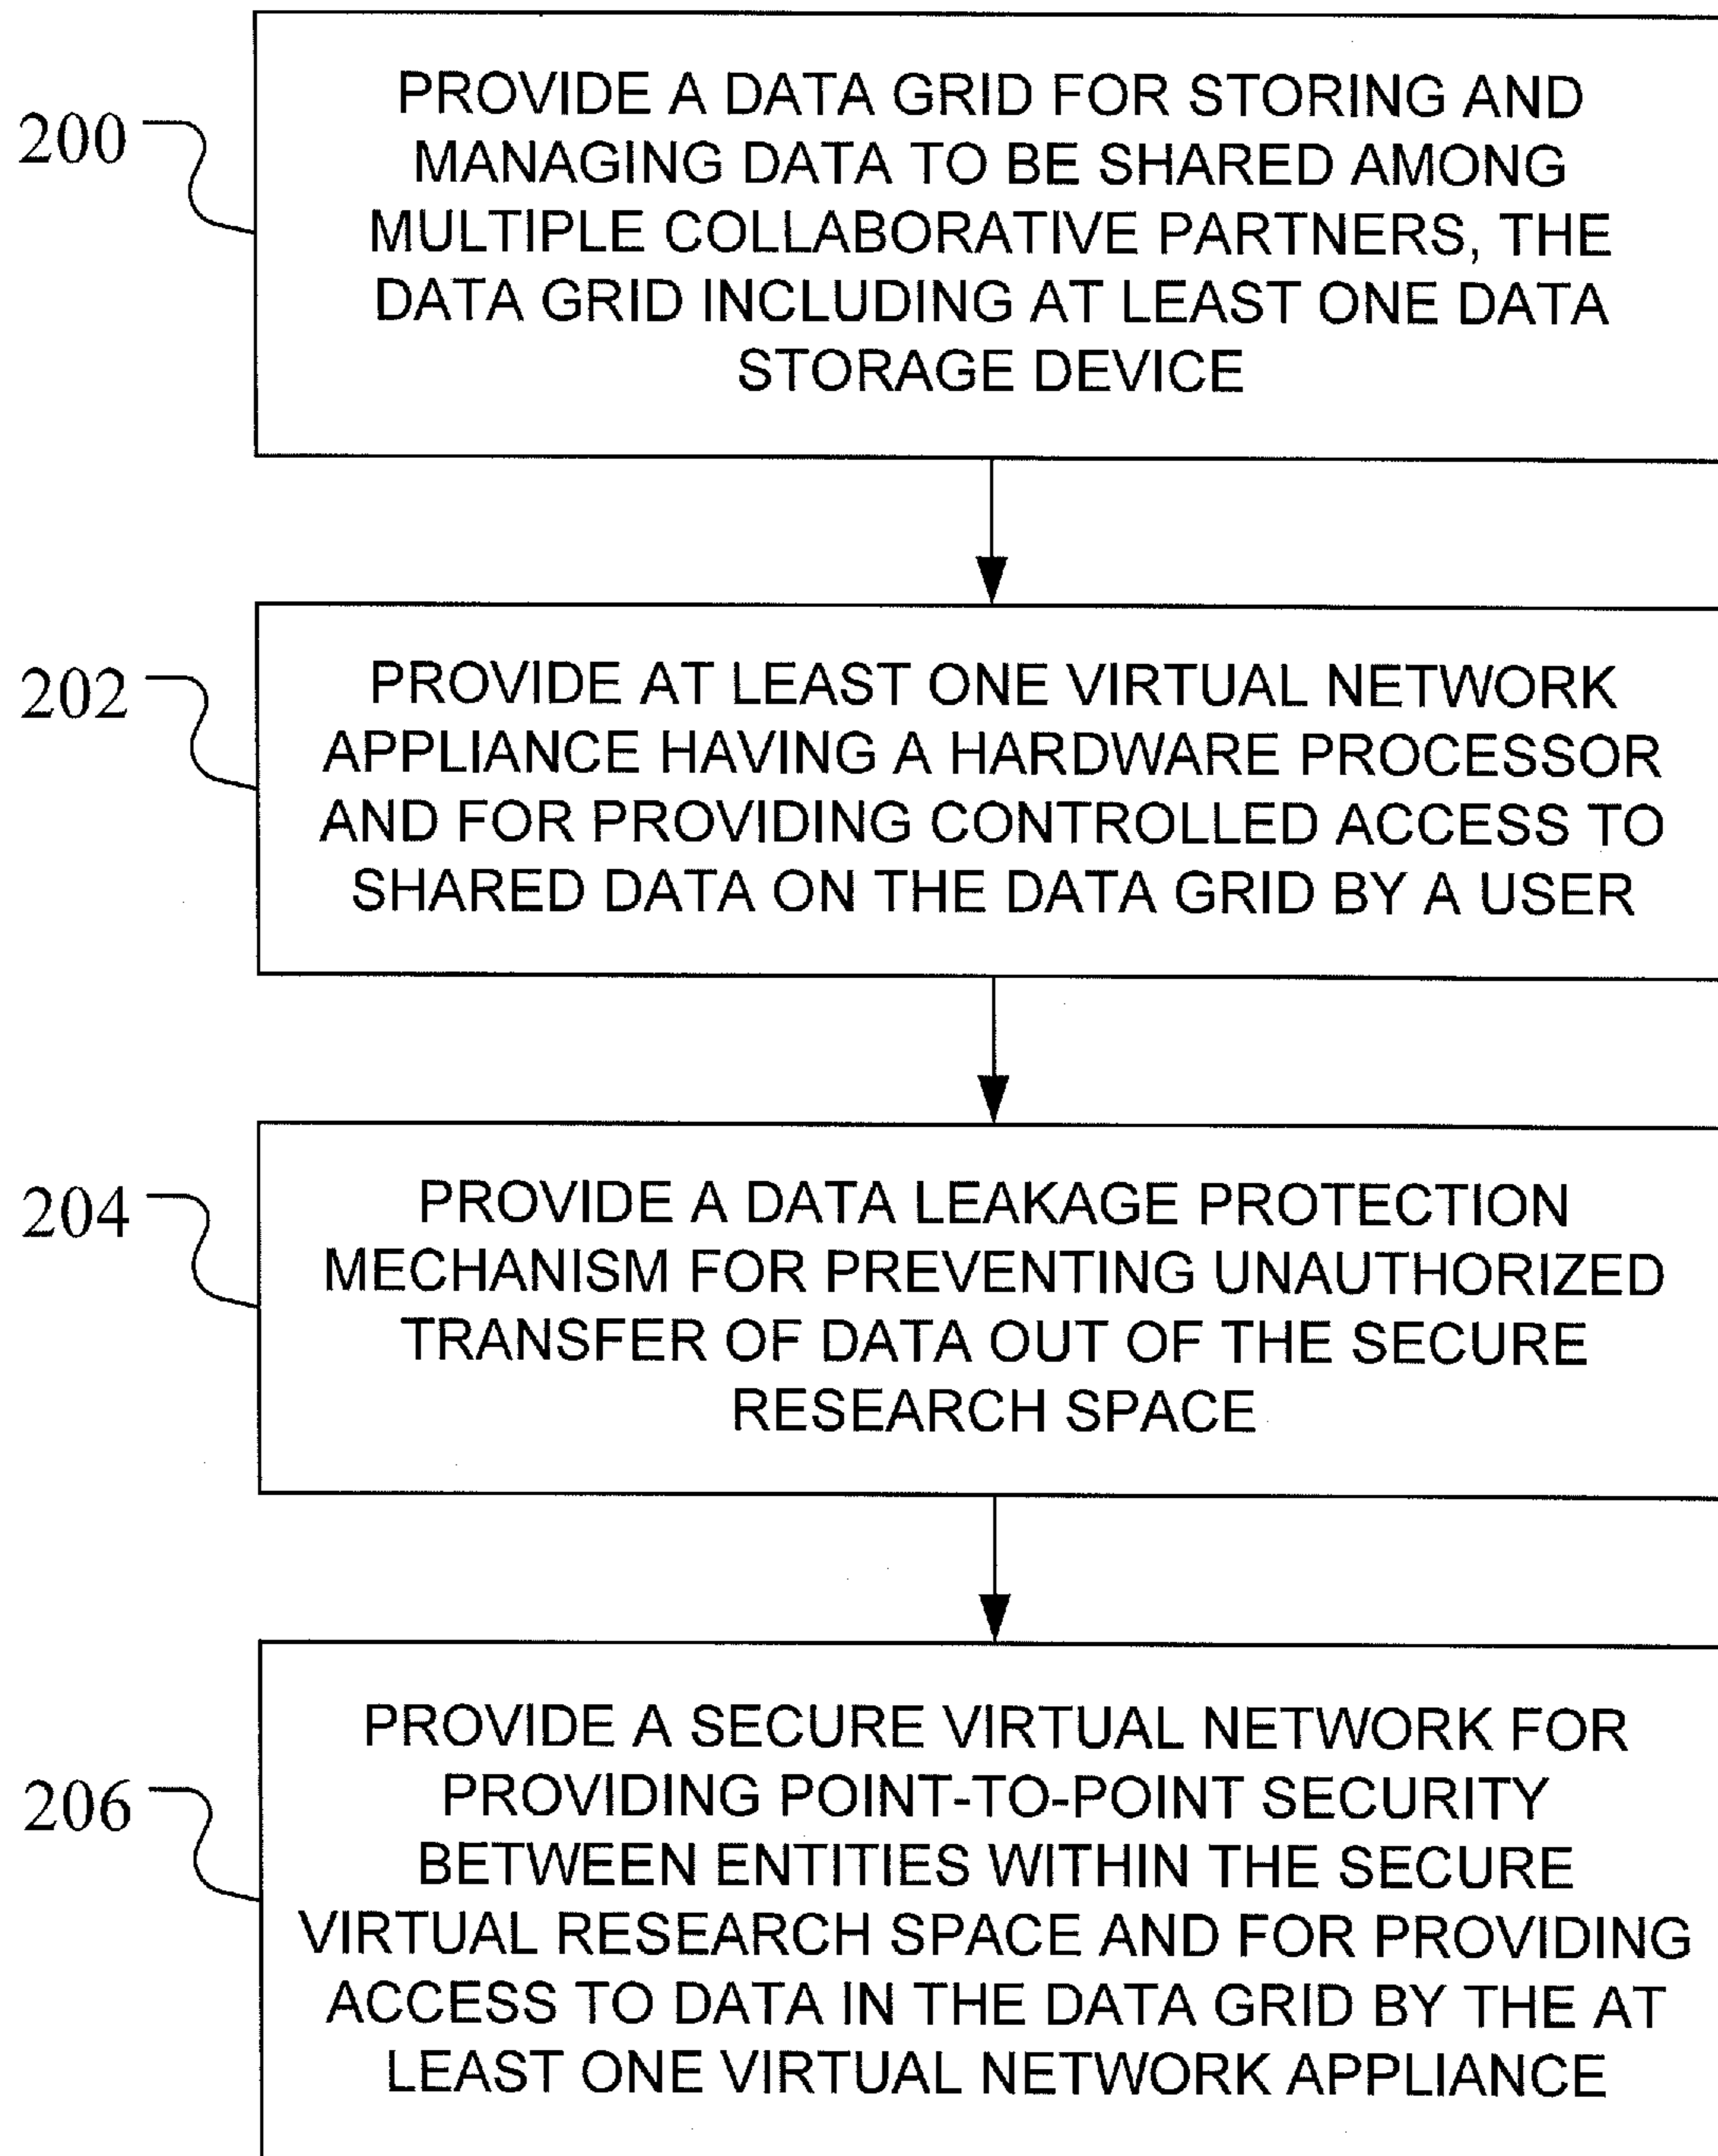 200
PROVIDE A DATA GRID FOR STORING AND
MANAGING DATA TO BE SHARED AMONG
MULTIPLE COLLABORATIVE PARTNERS, THE
DATA GRID INCLUDING AT LEAST ONE DATA
STORAGE DEVICE
202
PROVIDE AT LEAST ONE VIRTUAL NETWORK
APPLIANCE HAVING A HARDWARE PROCESSOR
AND FOR PROVIDING CONTROLLED ACCESS TO
SHARED DATA ON THE DATA GRID BY A USER
204
PROVIDE A DATA LEAKAGE PROTECTION
MECHANISM FOR PREVENTING UNAUTHORIZED
TRANSFER OF DATA OUT OF THE SECURE
RESEARCH SPACE
206
PROVIDE A SECURE VIRTUAL NETWORK FOR
PROVIDING POINT-TO-POINT SECURITY
BETWEEN ENTITIES WITHIN THE SECURE
VIRTUAL RESEARCH SPACE AND FOR PROVIDING
ACCESS TO DATA IN THE DATA GRID BY THE AT
LEAST ONE VIRTUAL NETWORK APPLIANCE